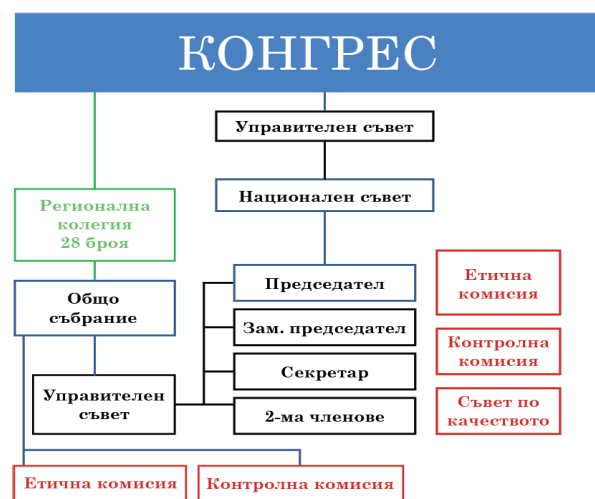 КОНГРЕС
Управителен съвет
Национален съвет
Регионална
колегия
28 броя
Общо
събрание
Управителен
съвет
Председател
Зам. председател
Секретар
2-ма членове
Етична
комисия
Контролна
комисия
Съвет по
качеството
Етична комисия
Контролна комисия